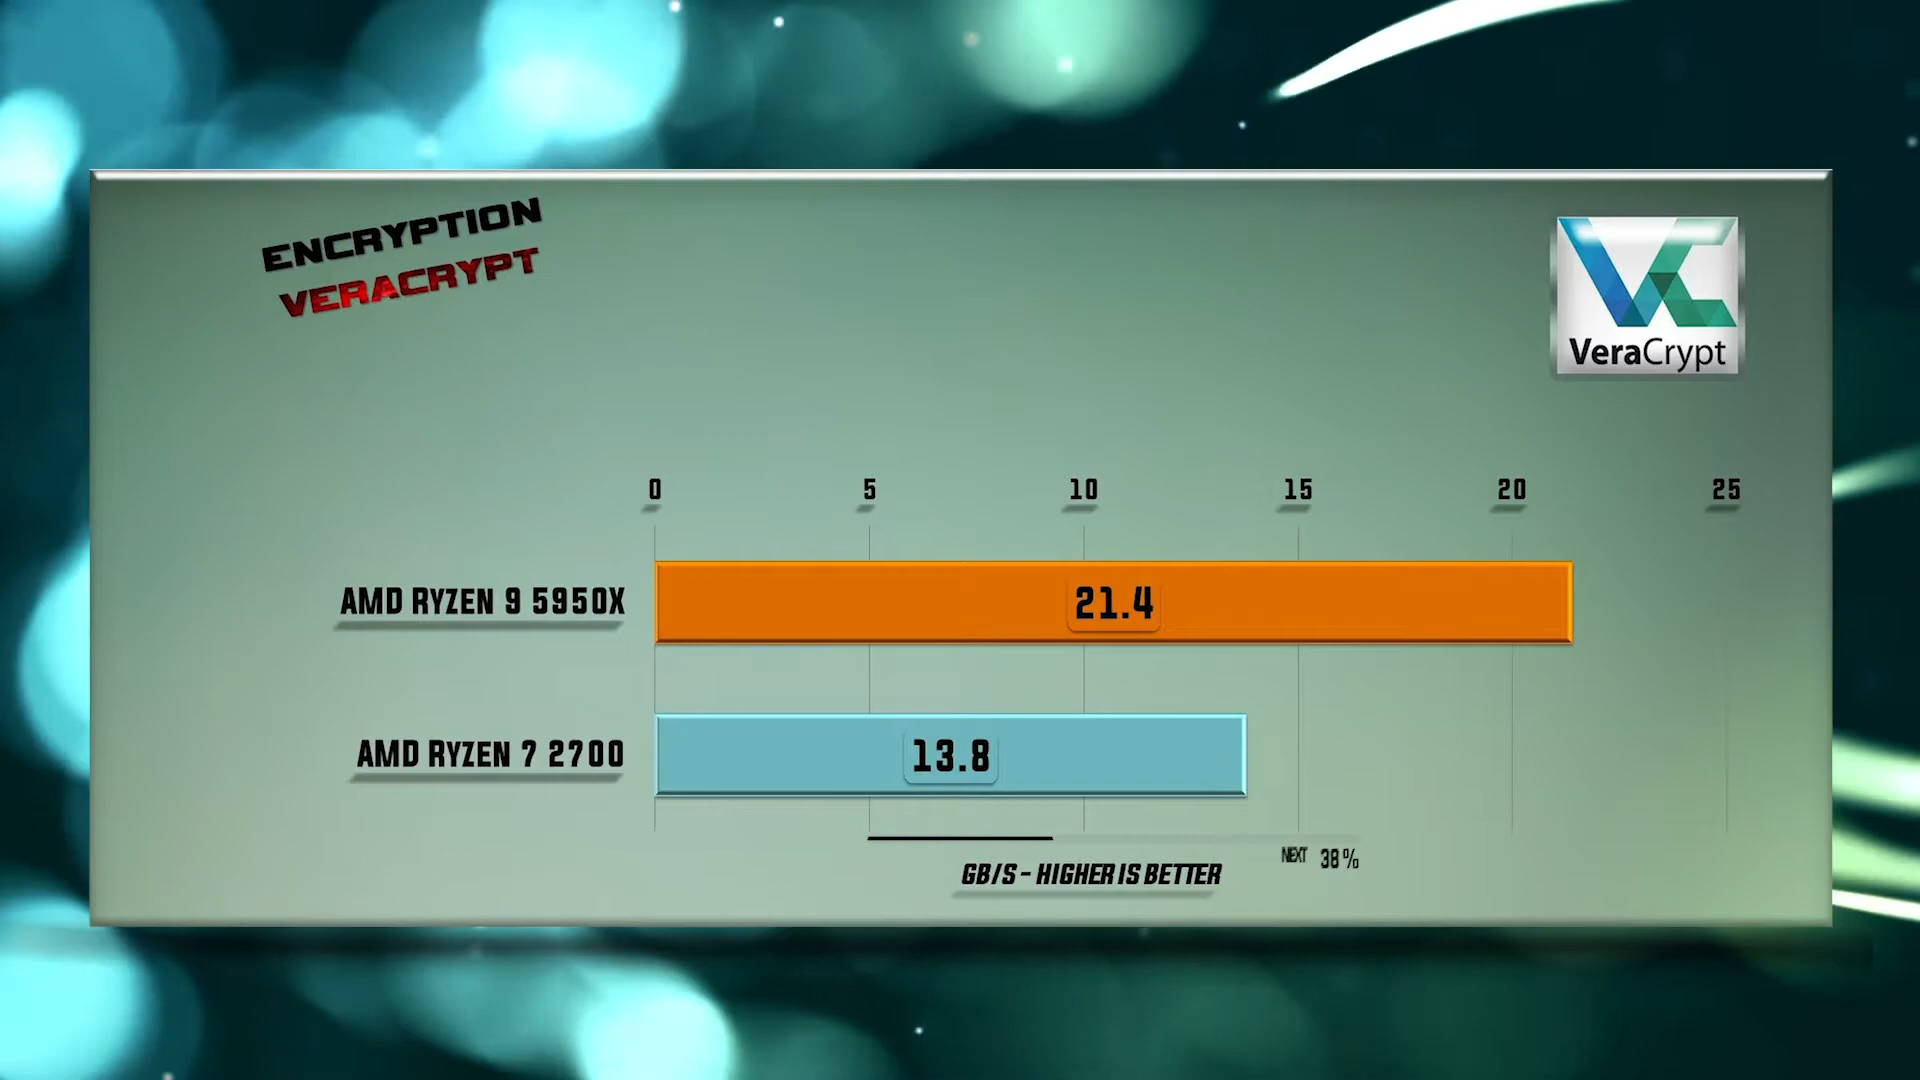 ENCRYPTION
VERACRYPT
VeraCrypt
0 5 10 15 20 25
AMD RYZEN 9 5950X 21.4
AMD RYZEN 7 2700 13.8
NEXT 38%
GB/S - HIGHER IS BETTER